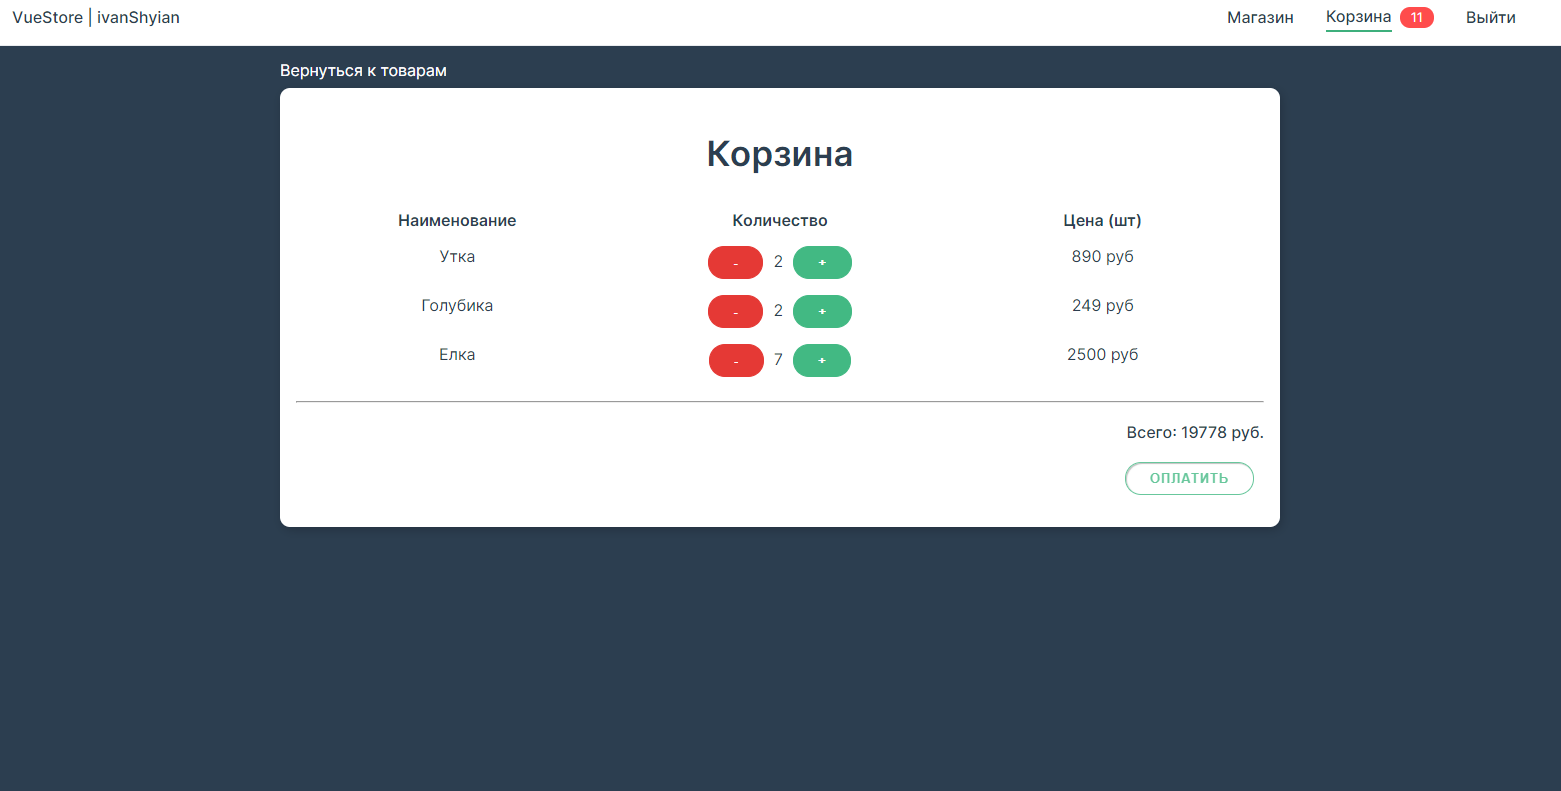 VueStore | ivanShyian Магазин Корзина 11 Выйти
Вернуться к товарам
Корзина
Наименование Количество Цена (шт)
Утка - 2 + 890 руб
Голубика - 2 + 249 руб
Елка - 7 + 2500 руб
Всего: 19778 руб.
ОПЛАТИТЬ